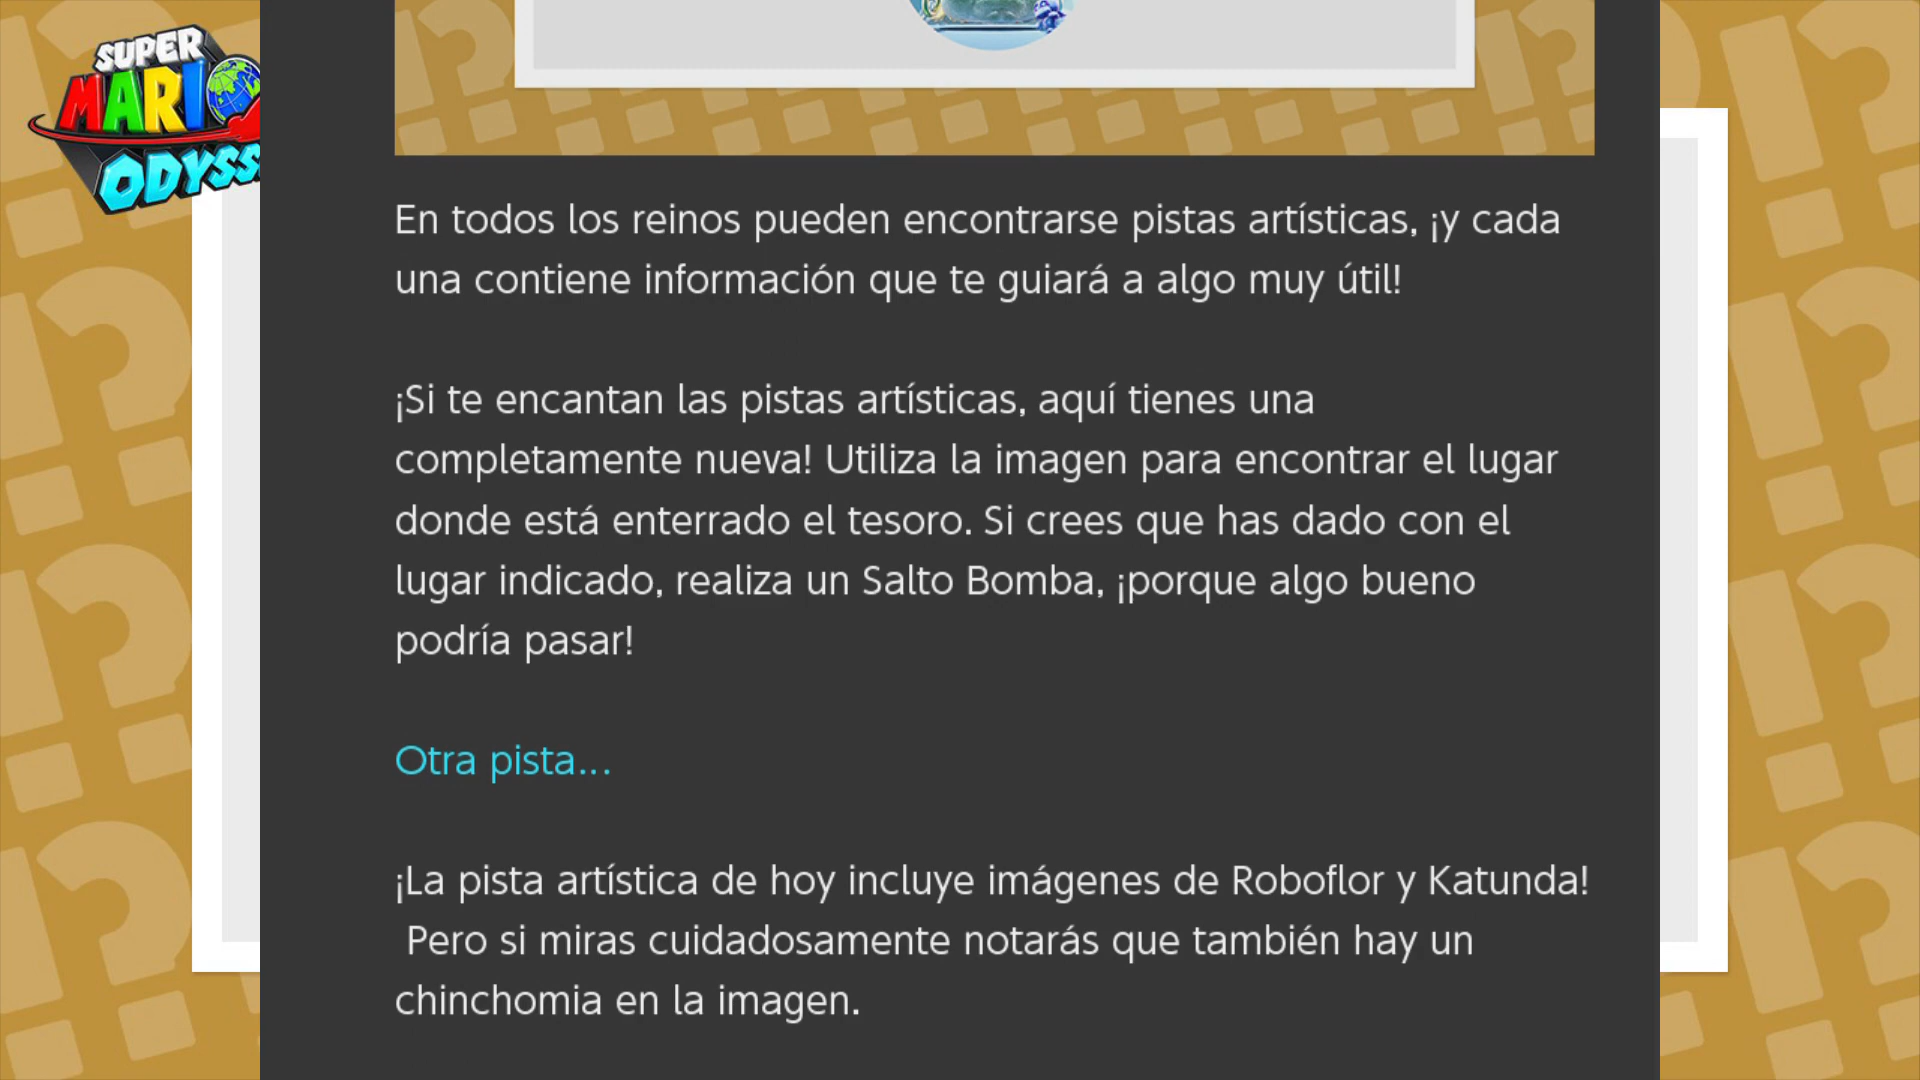 SUPER
MARIO
ODYSS
En todos los reinos pueden encontrarse pistas artísticas, ¡y cada
una contiene información que te guiará a algo muy útil!
¡Si te encantan las pistas artísticas, aquí tienes una
completamente nueva! Utiliza la imagen para encontrar el lugar
donde está enterrado el tesoro. Si crees que has dado con el
lugar indicado, realiza un Salto Bomba, ¡porque algo bueno
podría pasar!
Otra pista...
¡La pista artística de hoy incluye imágenes de Roboflor y Katunda!
Pero si miras cuidadosamente notarás que también hay un
chinchomia en la imagen.